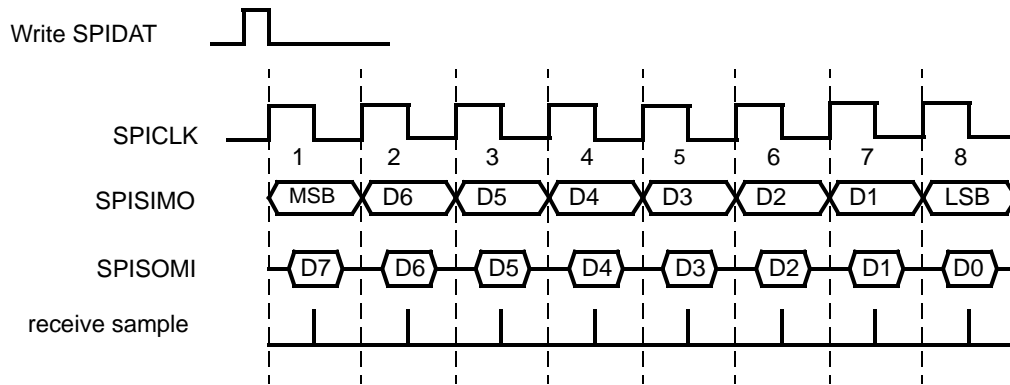 Write SPIDAT
SPICLK
1 2 3 4 5 6 7 8
SPISIMO MSB D6 D5 D4 D3 D2 D1 LSB
SPISOMI D7 D6 D5 D4 D3 D2 D1 D0
receive sample